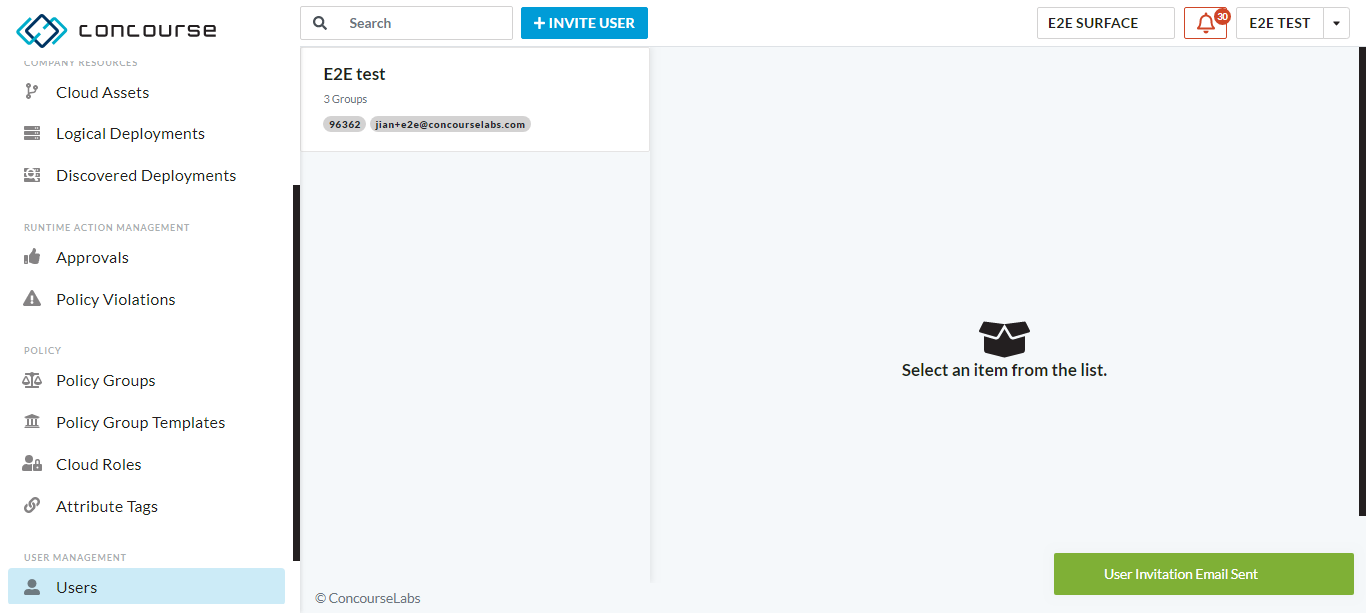 concourse
Search
INVITE USER
E2E SURFACE
30
E2E TEST
COMPANY RESOURCES
Cloud Assets
Logical Deployments
Discovered Deployments
RUNTIME ACTION MANAGEMENT
Approvals
Policy Violations
POLICY
Policy Groups
Policy Group Templates
Cloud Roles
Attribute Tags
USER MANAGEMENT
Users
E2E test
3 Groups
96362 jian+e2e@concourselabs.com
Select an item from the list.
User Invitation Email Sent
© ConcourseLabs